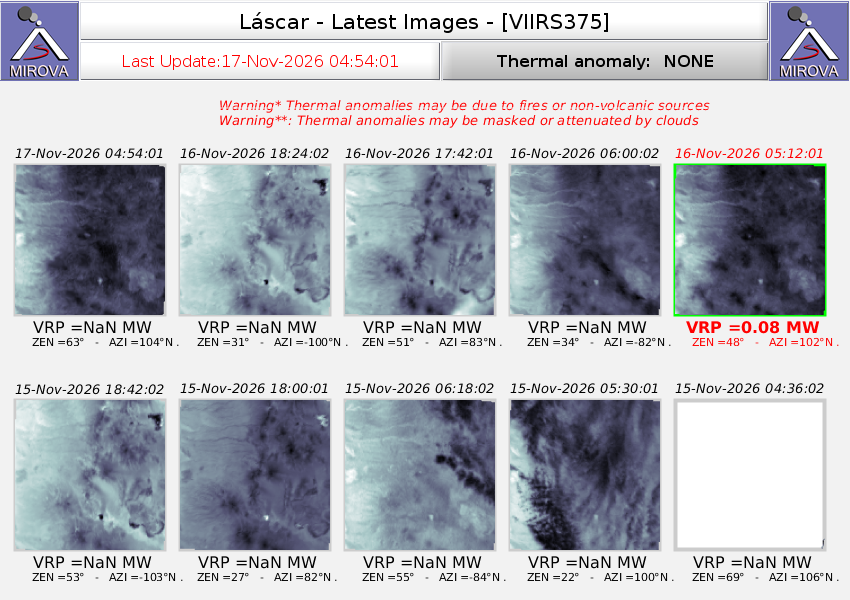 Láscar - Latest Images - [VIIRS375]
MIROVA
Last Update:17-Nov-2026 04:54:01
Thermal anomaly: NONE
MIROVA
Warning* Thermal anomalies may be due to fires or non-volcanic sources
Warning**: Thermal anomalies may be masked or attenuated by clouds
17-Nov-2026 04:54:01
16-Nov-2026 18:24:02
16-Nov-2026 17:42:01
16-Nov-2026 06:00:02
16-Nov-2026 05:12:01
VRP =NaN MW
VRP =NaN MW
VRP =NaN MW
VRP =NaN MW
VRP =0.08 MW
ZEN =63° - AZI =104°N .
ZEN =31° - AZI =-100°N .
ZEN =51° - AZI =83°N .
ZEN =34° - AZI =-82°N .
ZEN =48° - AZI =102°N .
15-Nov-2026 18:42:02
15-Nov-2026 18:00:01
15-Nov-2026 06:18:02
15-Nov-2026 05:30:01
15-Nov-2026 04:36:02
VRP =NaN MW
VRP =NaN MW
VRP =NaN MW
VRP =NaN MW
VRP =NaN MW
ZEN =53° - AZI =-103°N .
ZEN =27° - AZI =82°N .
ZEN =55° - AZI =-84°N .
ZEN =22° - AZI =100°N .
ZEN =69° - AZI =106°N .